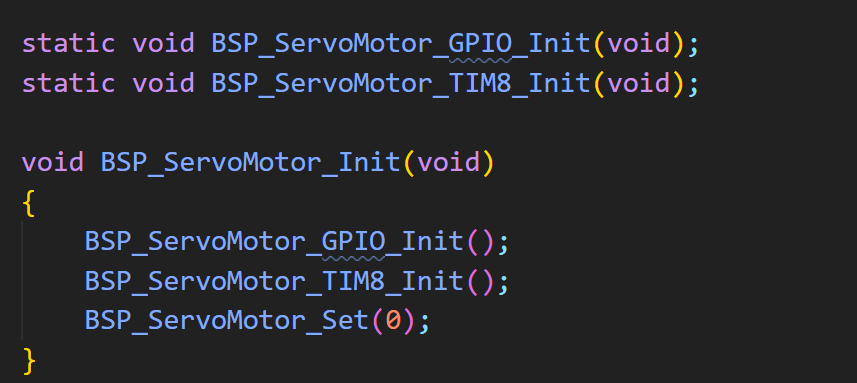 static void BSP_ServoMotor_GPIO_Init(void);
static void BSP_ServoMotor_TIM8_Init(void);
void BSP_ServoMotor_Init(void)
{
BSP_ServoMotor_GPIO_Init();
BSP_ServoMotor_TIM8_Init();
BSP_ServoMotor_Set(0);
}